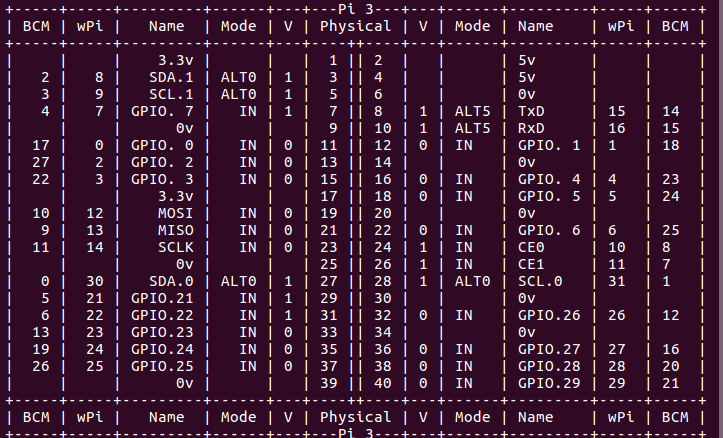 +-----+-----+---------+------+---+---Pi 3---+---+------+---------+-----+-----+
| BCM | wPi |   Name  | Mode | V | Physical | V | Mode | Name    | wPi | BCM |
+-----+-----+---------+------+---+----++----+---+------+---------+-----+-----+
|     |     |    3.3v |      |   |  1 || 2  |   |      | 5v      |     |     |
|   2 |   8 |   SDA.1 | ALT0 | 1 |  3 || 4  |   |      | 5v      |     |     |
|   3 |   9 |   SCL.1 | ALT0 | 1 |  5 || 6  |   |      | 0v      |     |     |
|   4 |   7 | GPIO. 7 |   IN | 1 |  7 || 8  | 1 | ALT5 | TxD     | 15  | 14  |
|     |     |      0v |      |   |  9 || 10 | 1 | ALT5 | RxD     | 16  | 15  |
|  17 |   0 | GPIO. 0 |   IN | 0 | 11 || 12 | 0 | IN   | GPIO. 1 | 1   | 18  |
|  27 |   2 | GPIO. 2 |   IN | 0 | 13 || 14 |   |      | 0v      |     |     |
|  22 |   3 | GPIO. 3 |   IN | 0 | 15 || 16 | 0 | IN   | GPIO. 4 | 4   | 23  |
|     |     |    3.3v |      |   | 17 || 18 | 0 | IN   | GPIO. 5 | 5   | 24  |
|  10 |  12 |    MOSI |   IN | 0 | 19 || 20 |   |      | 0v      |     |     |
|   9 |  13 |    MISO |   IN | 0 | 21 || 22 | 0 | IN   | GPIO. 6 | 6   | 25  |
|  11 |  14 |    SCLK |   IN | 0 | 23 || 24 | 1 | IN   | CE0     | 10  | 8   |
|     |     |      0v |      |   | 25 || 26 | 1 | IN   | CE1     | 11  | 7   |
|   0 |  30 |   SDA.0 | ALT0 | 1 | 27 || 28 | 1 | ALT0 | SCL.0   | 31  | 1   |
|   5 |  21 | GPIO.21 |   IN | 1 | 29 || 30 |   |      | 0v      |     |     |
|   6 |  22 | GPIO.22 |   IN | 1 | 31 || 32 | 0 | IN   | GPIO.26 | 26  | 12  |
|  13 |  23 | GPIO.23 |   IN | 0 | 33 || 34 |   |      | 0v      |     |     |
|  19 |  24 | GPIO.24 |   IN | 0 | 35 || 36 | 0 | IN   | GPIO.27 | 27  | 16  |
|  26 |  25 | GPIO.25 |   IN | 0 | 37 || 38 | 0 | IN   | GPIO.28 | 28  | 20  |
|     |     |      0v |      |   | 39 || 40 | 0 | IN   | GPIO.29 | 29  | 21  |
+-----+-----+---------+------+---+----++----+---+------+---------+-----+-----+
| BCM | wPi |   Name  | Mode | V | Physical | V | Mode | Name    | wPi | BCM |
+-----+-----+---------+------+---+---Pi 3---+---+------+---------+-----+-----+